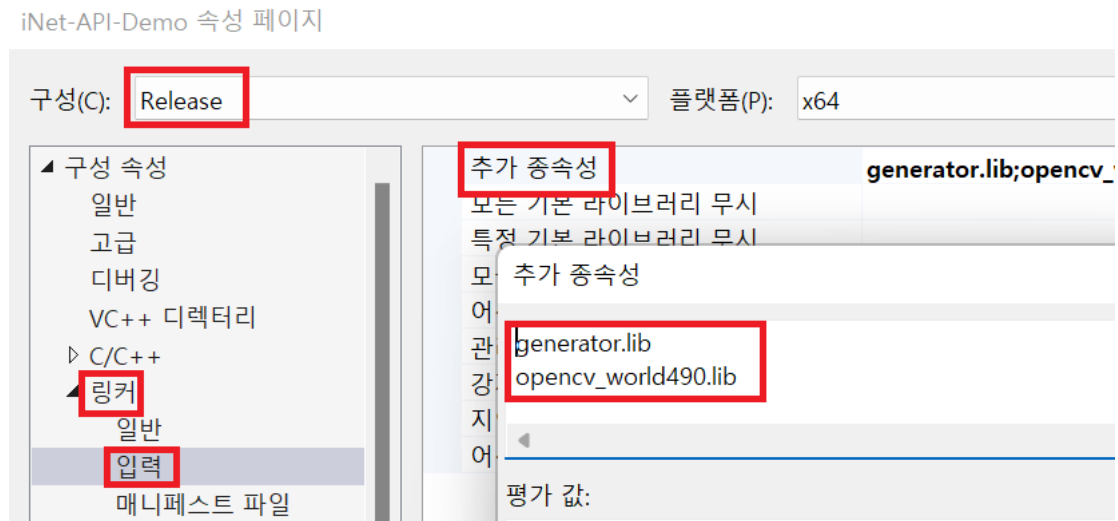 iNet-API-Demo 속성 페이지
구성(C): Release 플랫폼(P): x64
구성 속성
일반
고급
디버깅
VC++ 디렉터리
C/C++
링커
일반
입력
매니페스트 파일
추가 종속성 generator.lib;opencv_
모든 기본 라이브러리 무시
특정 기본 라이브러리 무시
추가 종속성
generator.lib
opencv_world490.lib
평가 값: